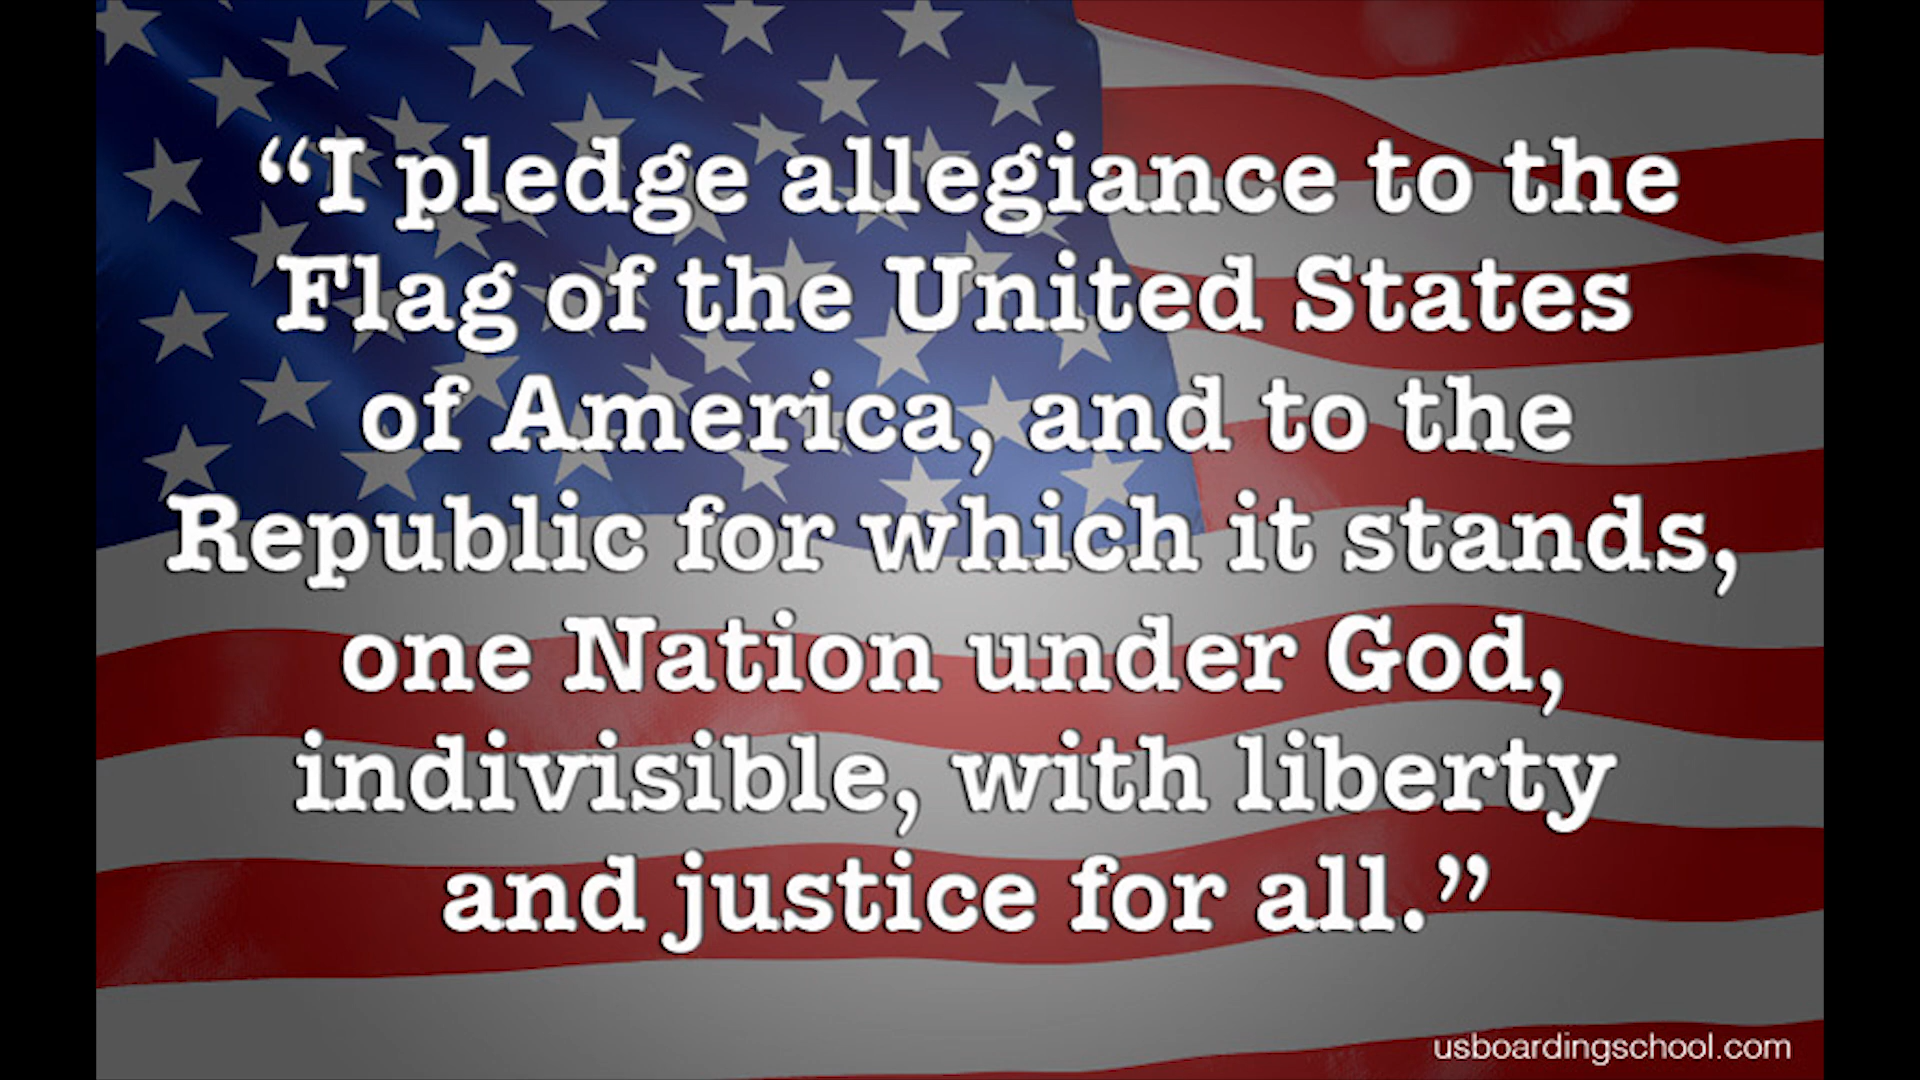 “I pledge allegiance to the
Flag of the United States
of America, and to the
Republic for which it stands,
one Nation under God,
indivisible, with liberty
and justice for all.”
usboardingschool.com